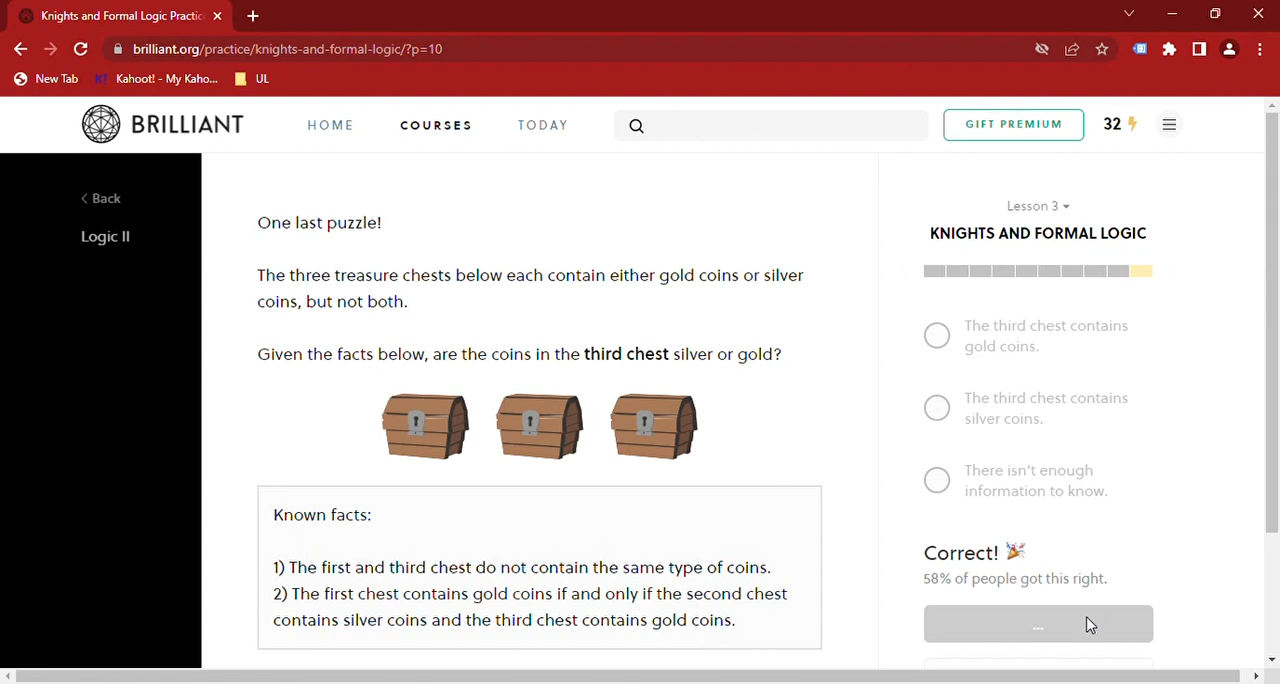 Knights and Formal Logic Practic
brilliant.org/practice/knights-and-formal-logic/?p=10
New Tab
K! Kahoot! - My Kaho...
UL
BRILLIANT
HOME
COURSES
TODAY
GIFT PREMIUM
32
< Back
Logic II
One last puzzle!
The three treasure chests below each contain either gold coins or silver
coins, but not both.
Given the facts below, are the coins in the third chest silver or gold?
Known facts:
1) The first and third chest do not contain the same type of coins.
2) The first chest contains gold coins if and only if the second chest
contains silver coins and the third chest contains gold coins.
Lesson 3
KNIGHTS AND FORMAL LOGIC
The third chest contains
gold coins.
The third chest contains
silver coins.
There isn't enough
information to know.
Correct! 🎉
58% of people got this right.
...